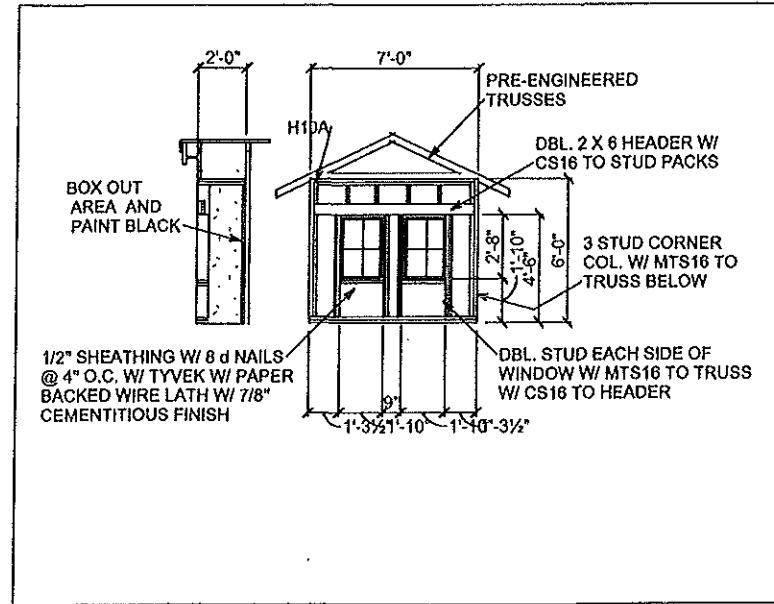 2'-0"
7'-0"
PRE-ENGINEERED
TRUSSES
H10A
DBL. 2 X 6 HEADER W/
CS16 TO STUD PACKS
BOX OUT
AREA AND
PAINT BLACK
2'-8"
1'-10"
4'-6"
6'-0"
3 STUD CORNER
COL. W/ MTS16 TO
TRUSS BELOW
1/2" SHEATHING W/ 8 d NAILS
@ 4" O.C. W/ TYVEK W/ PAPER
BACKED WIRE LATH W/ 7/8"
CEMENTITIOUS FINISH
DBL. STUD EACH SIDE OF
WINDOW W/ MTS16 TO TRUSS
W/ CS16 TO HEADER
9"
1'-3½" 1'-10" 1'-10" 1'-3½"